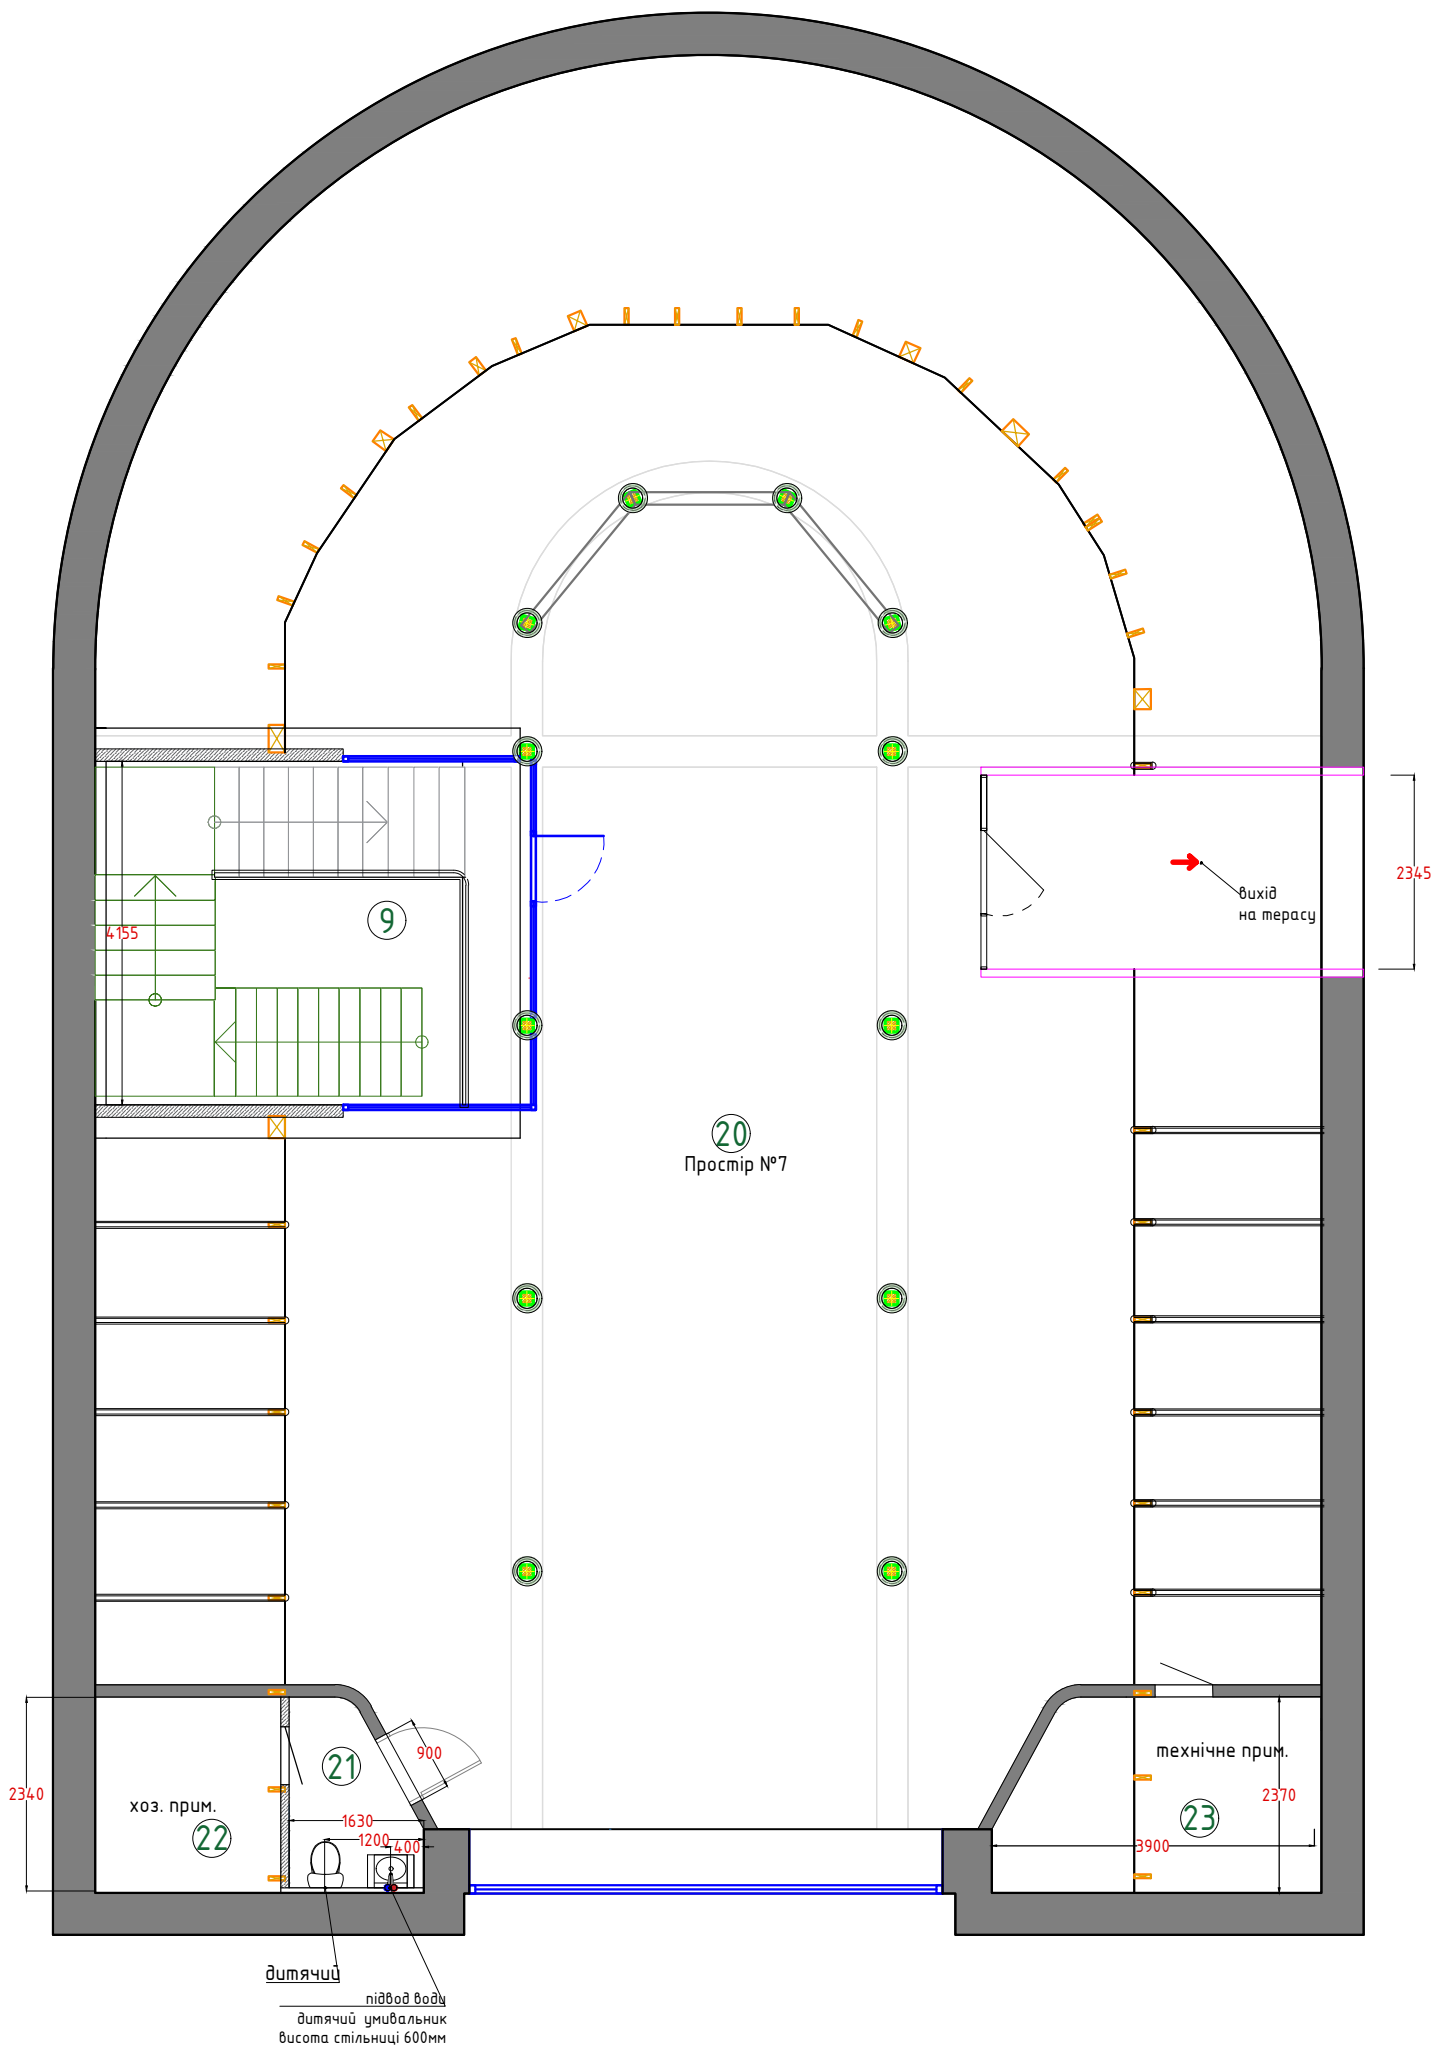 2345
вихід
на терасу
9
4155
20
Простір №7
900
21
технічне прим.
2340
2370
хоз. прим.
1630
23
22
1200
400
3900
дитячий
підвод води
дитячий умивальник
висота стільниці 600мм